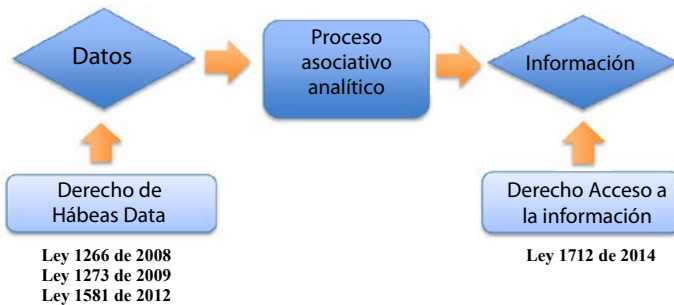 Datos
Proceso
asociativo
analítico
Información
Derecho de
Hábeas Data
Derecho Acceso a
la información
Ley 1266 de 2008
Ley 1273 de 2009
Ley 1581 de 2012
Ley 1712 de 2014